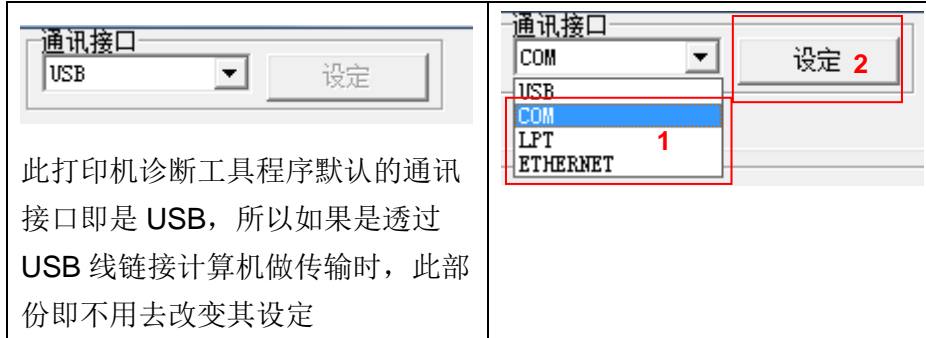 通讯接口
USB
设定
此打印机诊断工具程序默认的通讯
接口即是 USB，所以如果是透过
USB 线链接计算机做传输时，此部
份即不用去改变其设定
通讯接口
COM
设定 2
USB
COM
LPT 1
ETHERNET